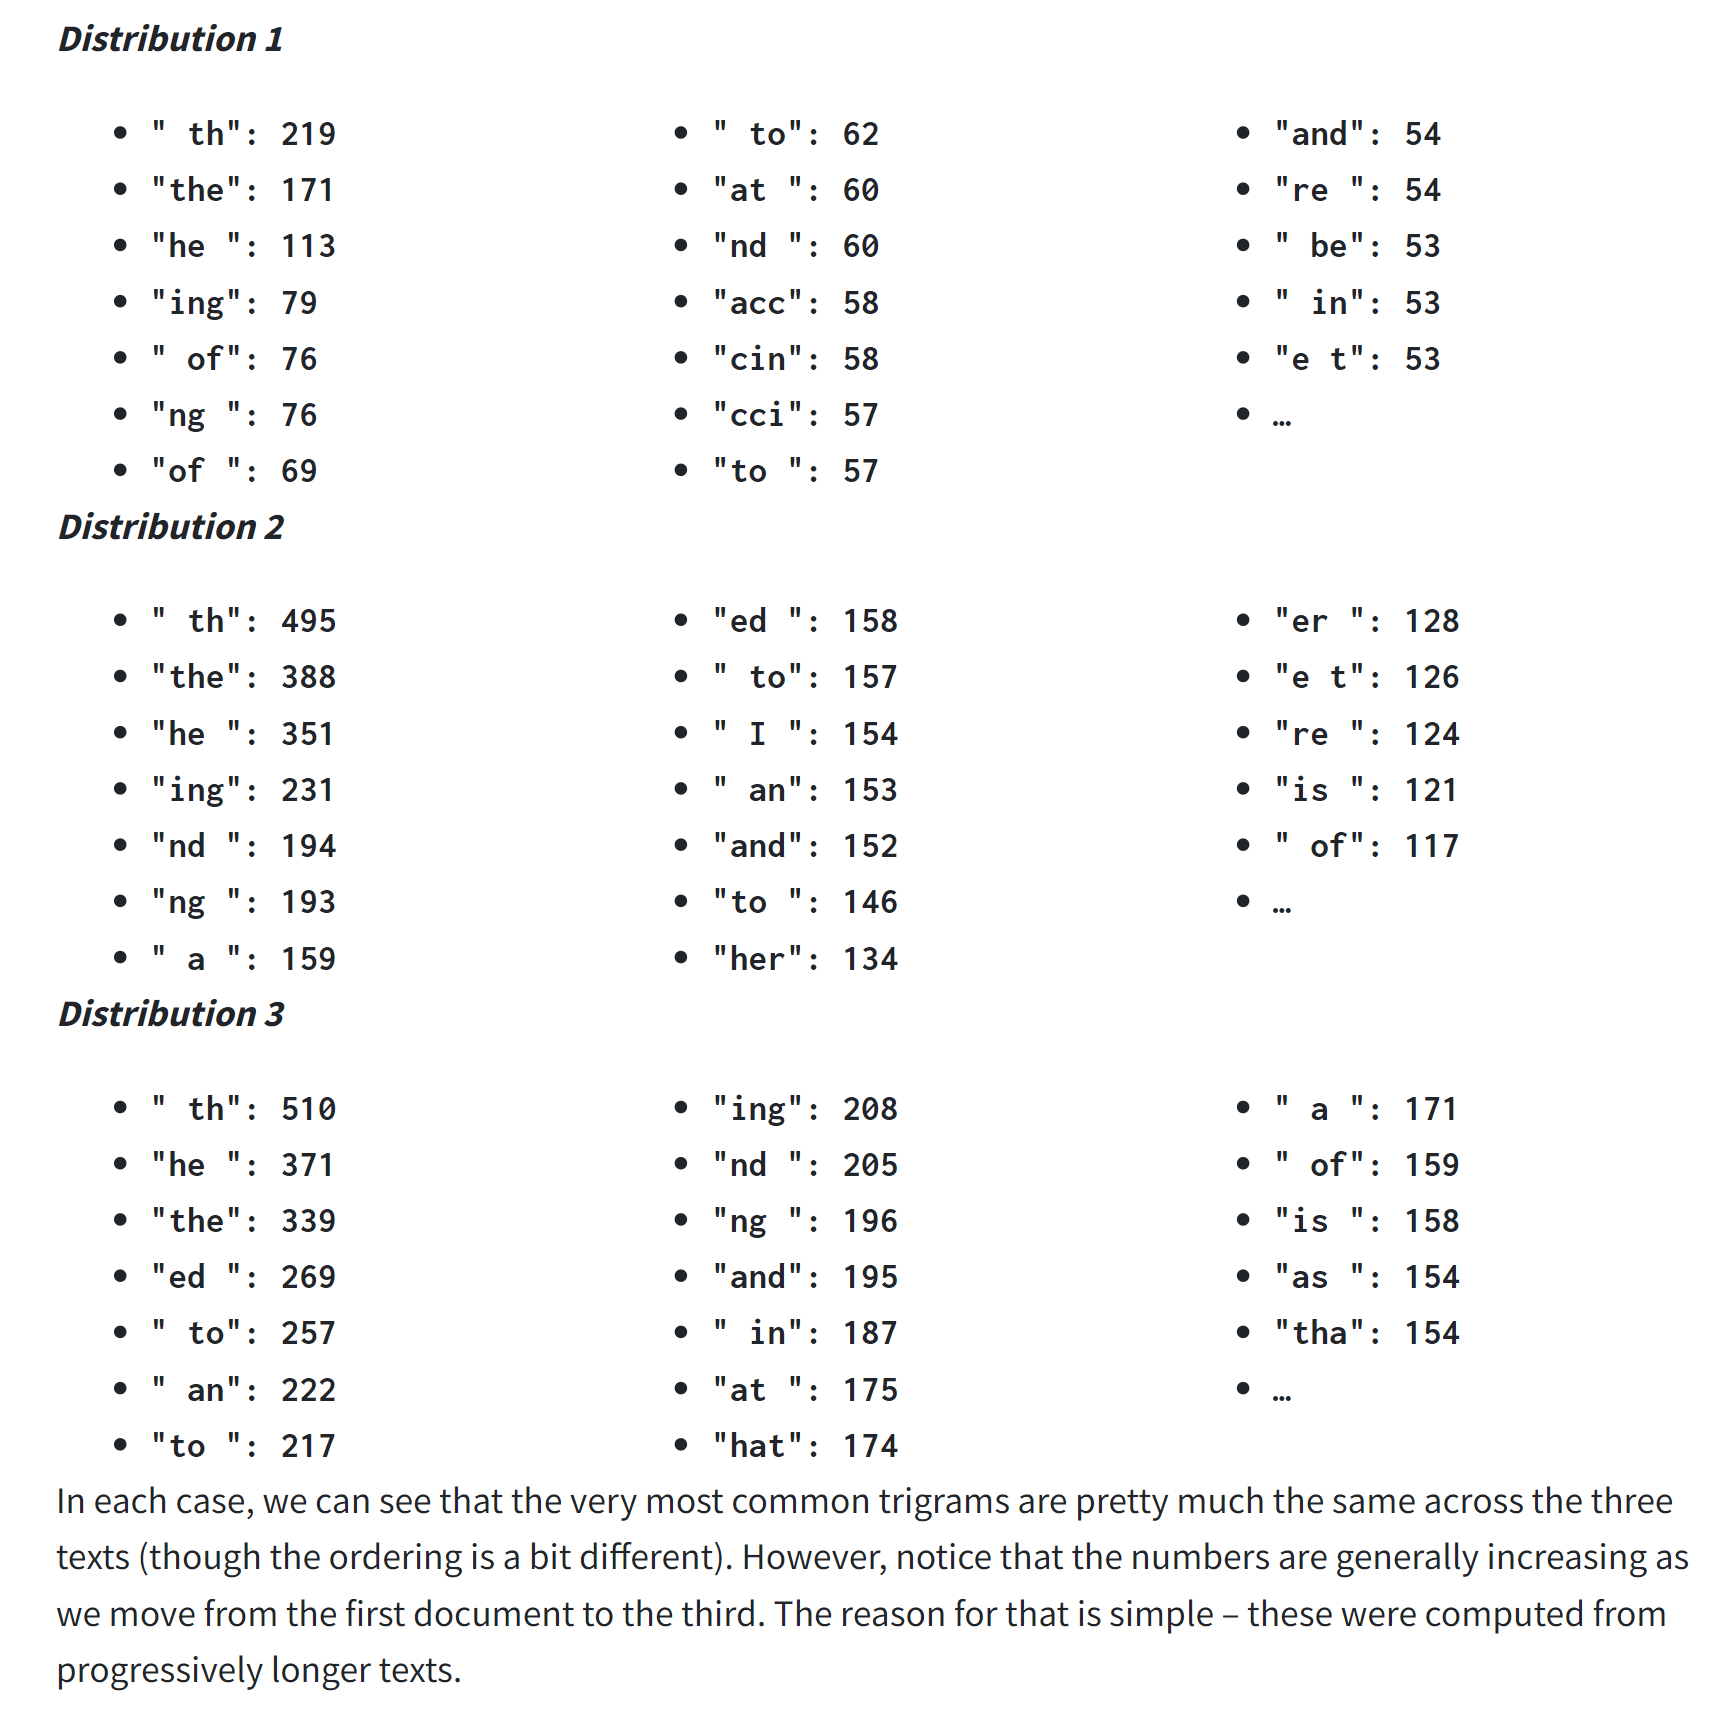 Distribution 1
• " th": 219
• "the": 171
• "he ": 113
• "ing": 79
• " of": 76
• "ng ": 76
• "of ": 69
• " to": 62
• "at ": 60
• "nd ": 60
• "acc": 58
• "cin": 58
• "cci": 57
• "to ": 57
• "and": 54
• "re ": 54
• " be": 53
• " in": 53
• "e t": 53
• …
Distribution 2
• " th": 495
• "the": 388
• "he ": 351
• "ing": 231
• "nd ": 194
• "ng ": 193
• " a ": 159
• "ed ": 158
• " to": 157
• " I ": 154
• " an": 153
• "and": 152
• "to ": 146
• "her": 134
• "er ": 128
• "e t": 126
• "re ": 124
• "is ": 121
• " of": 117
• …
Distribution 3
• " th": 510
• "he ": 371
• "the": 339
• "ed ": 269
• " to": 257
• " an": 222
• "to ": 217
• "ing": 208
• "nd ": 205
• "ng ": 196
• "and": 195
• " in": 187
• "at ": 175
• "hat": 174
• " a ": 171
• " of": 159
• "is ": 158
• "as ": 154
• "tha": 154
• …
In each case, we can see that the very most common trigrams are pretty much the same across the three
texts (though the ordering is a bit different). However, notice that the numbers are generally increasing as
we move from the first document to the third. The reason for that is simple – these were computed from
progressively longer texts.